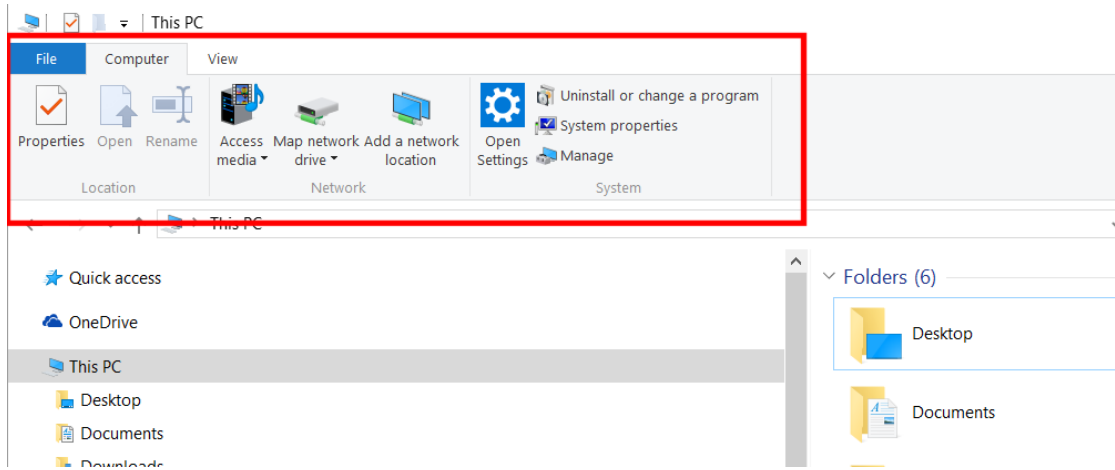 This PC
File Computer View
Properties Open Rename Access media Map network drive Add a network location Open Settings Uninstall or change a program
System properties
Manage
Location Network System
This PC
Quick access
OneDrive
This PC
Desktop
Documents
Downloads
Folders (6)
Desktop
Documents